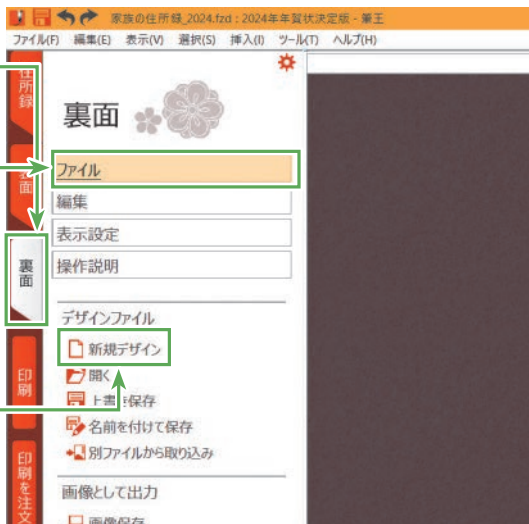 家族の住所録_2024.fzd : 2024年年賀状決定版 - 筆王
ファイル(F) 編集(E) 表示(V) 選択(S) 挿入(I) ツール(T) ヘルプ(H)
住所録
裏面
ファイル
面
編集
表示設定
裏面
操作説明
デザインファイル
新規デザイン
印刷
開く
上書き保存
名前を付けて保存
別ファイルから取り込み
印刷を注文
画像として出力
画像保存